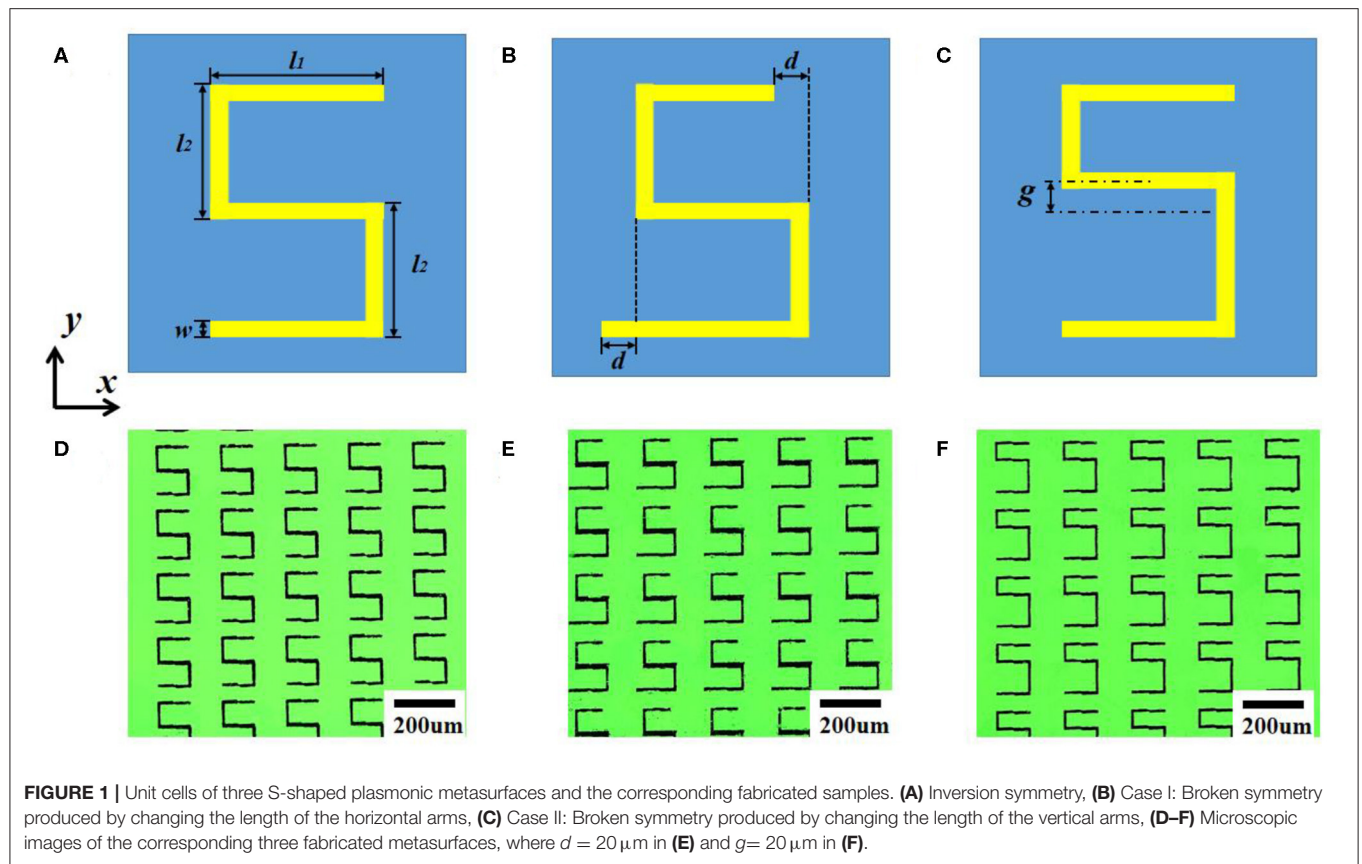 A
l1
l2
l2
w
y
x
B
d
d
C
g
D
200um
E
200um
F
200um
FIGURE 1 | Unit cells of three S-shaped plasmonic metasurfaces and the corresponding fabricated samples. (A) Inversion symmetry, (B) Case I: Broken symmetry
produced by changing the length of the horizontal arms, (C) Case II: Broken symmetry produced by changing the length of the vertical arms, (D–F) Microscopic
images of the corresponding three fabricated metasurfaces, where d = 20 μm in (E) and g= 20 μm in (F).